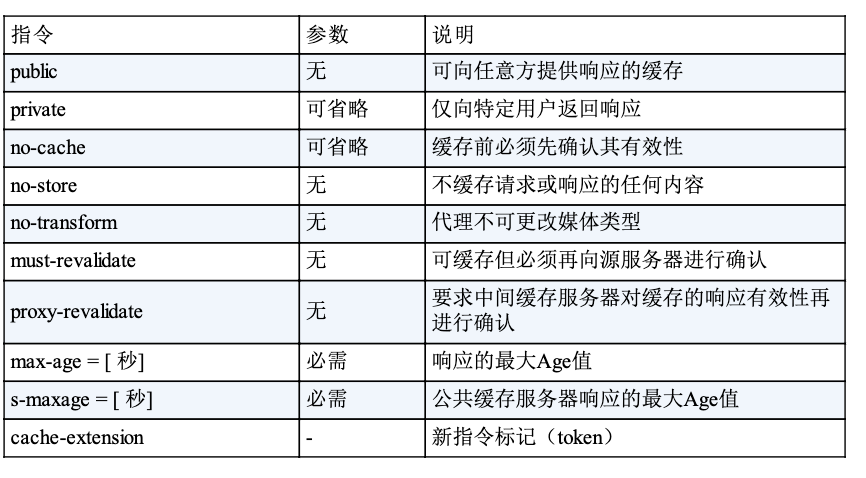 指令 参数 说明
public 无 可向任意方提供响应的缓存
private 可省略 仅向特定用户返回响应
no-cache 可省略 缓存前必须先确认其有效性
no-store 无 不缓存请求或响应的任何内容
no-transform 无 代理不可更改媒体类型
must-revalidate 无 可缓存但必须再向源服务器进行确认
proxy-revalidate 无 要求中间缓存服务器对缓存的响应有效性再
进行确认
max-age = [ 秒] 必需 响应的最大Age值
s-maxage = [ 秒] 必需 公共缓存服务器响应的最大Age值
cache-extension - 新指令标记（token）